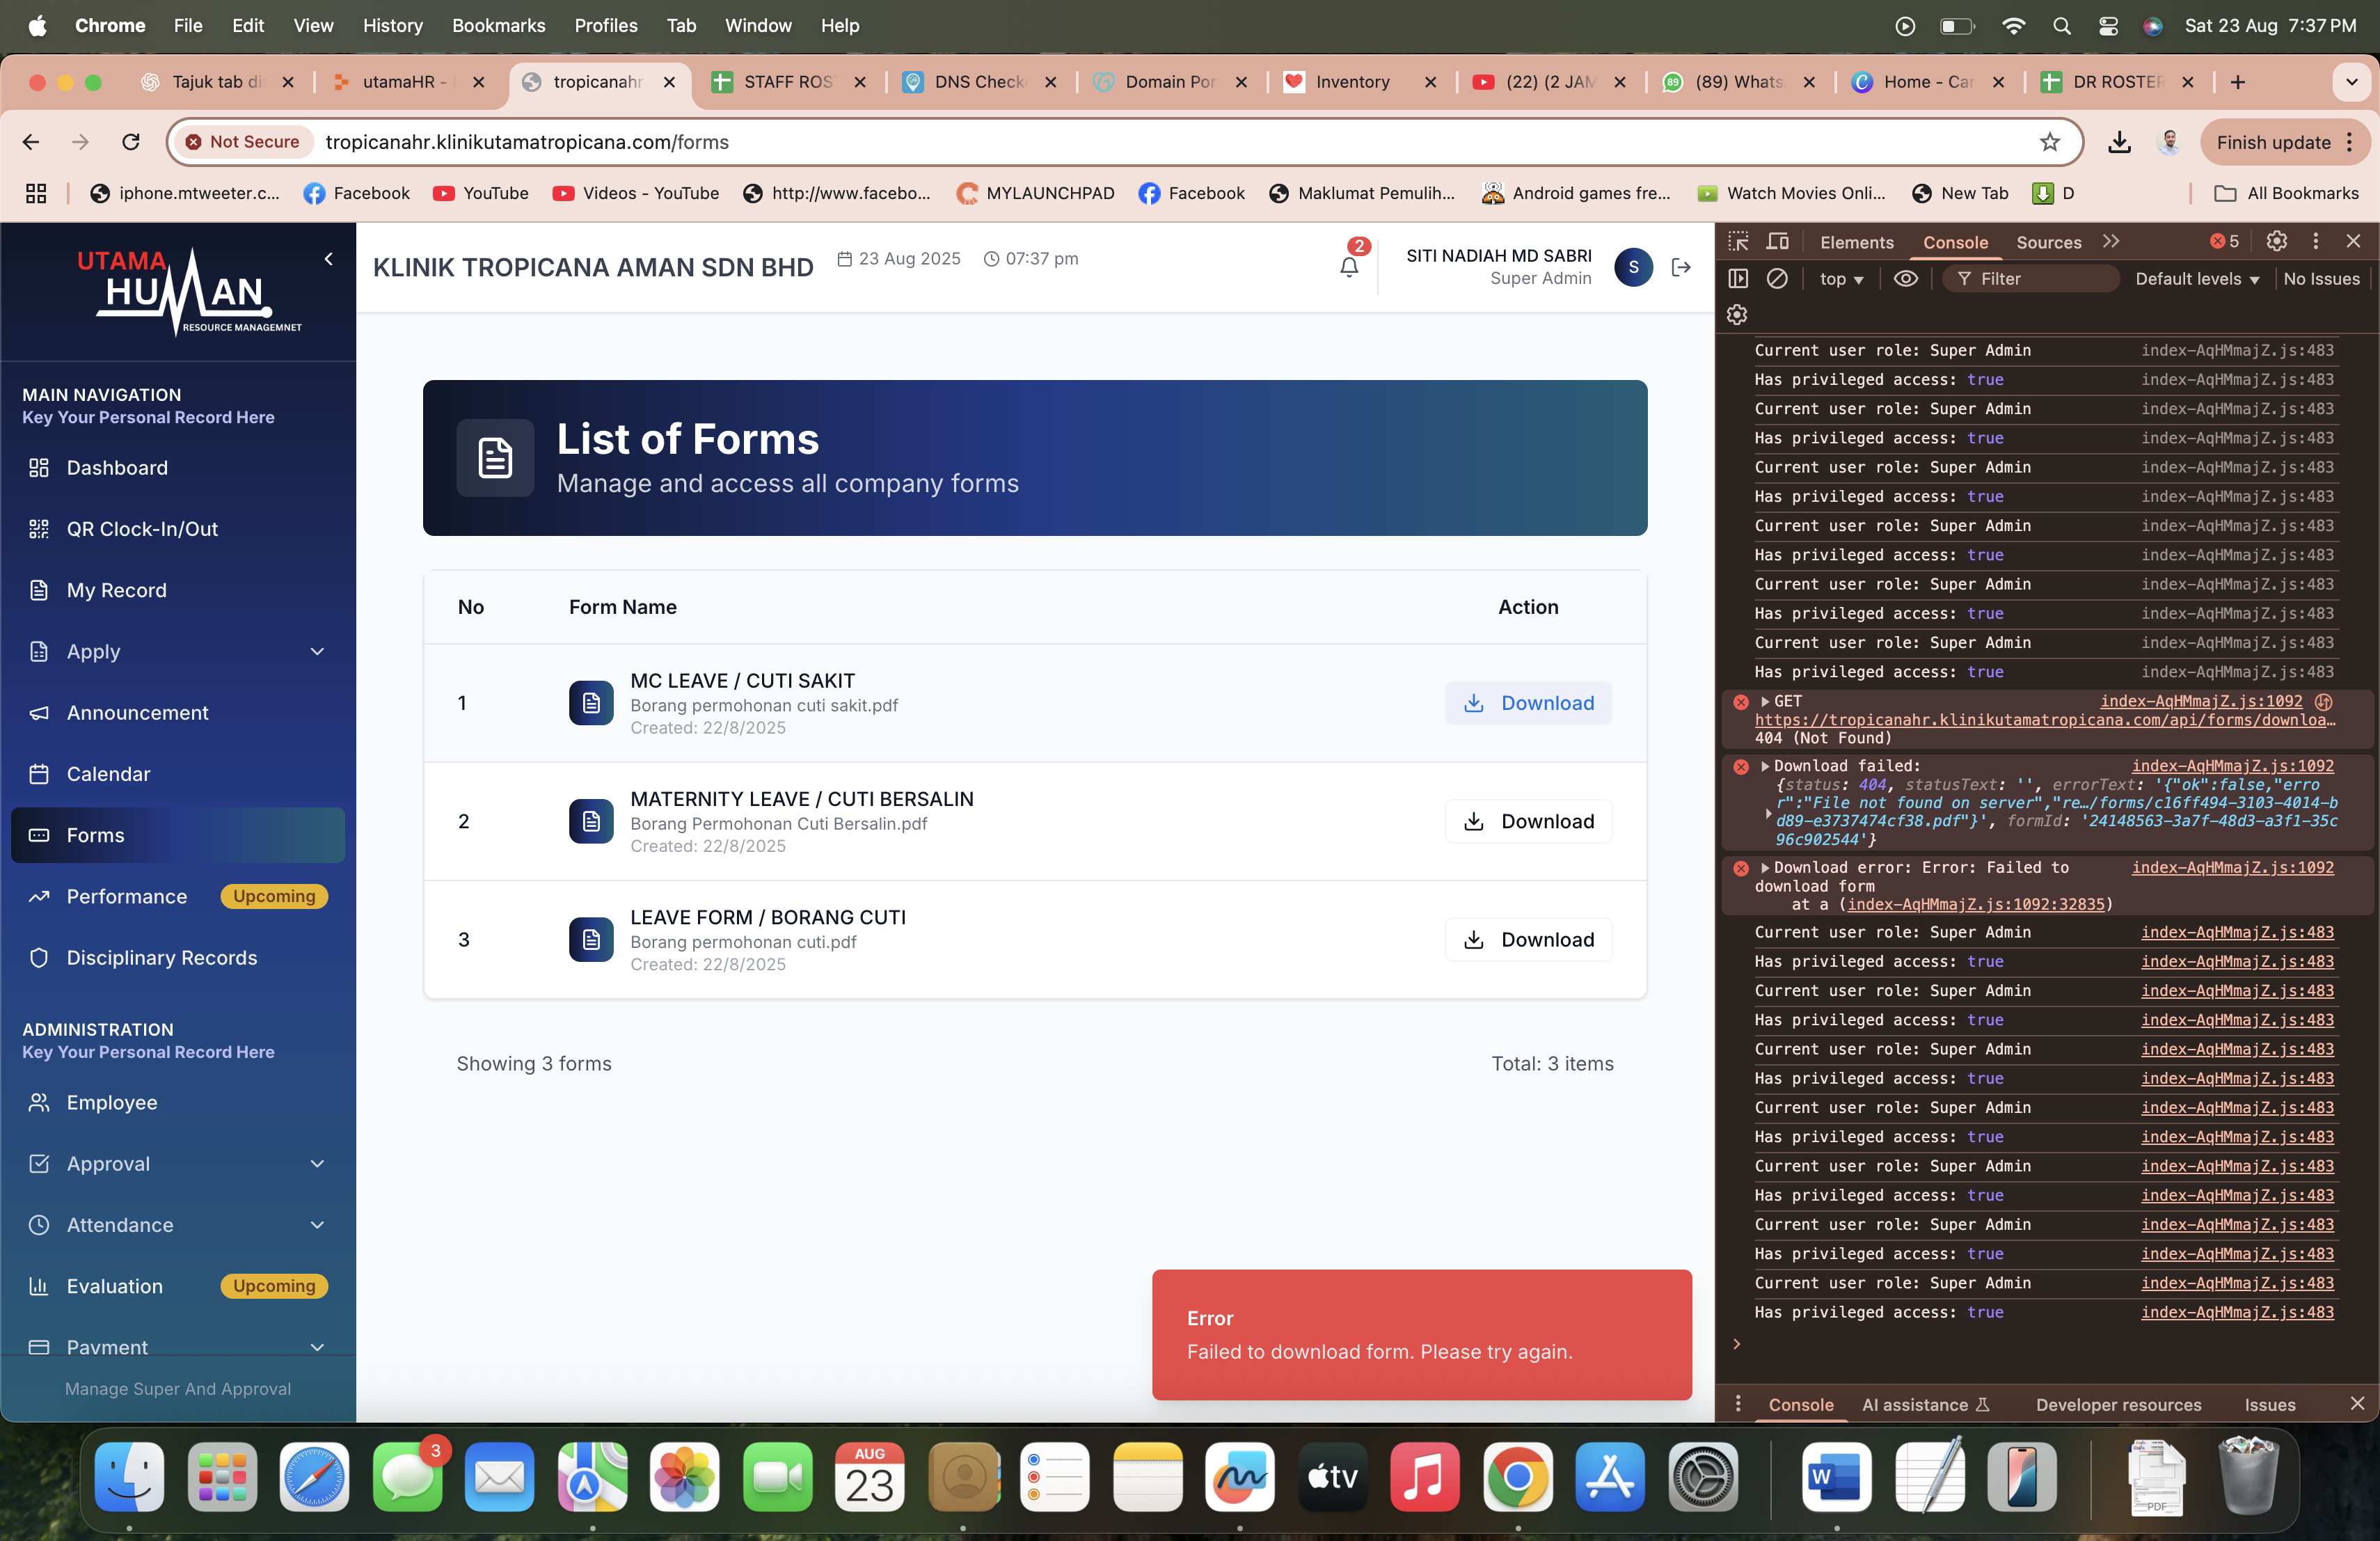 Chrome File Edit View History Bookmarks Profiles Tab Window Help Sat 23 Aug 7:37 PM
Tajuk tab di utamaHR - tropicanahr STAFF ROS DNS Check Domain Por Inventory (22) (2 JAM (89) Whats Home - Can DR ROSTER
Not Secure tropicanahr.klinikutamatropicana.com/forms Finish update
iphone.mtweeter.c... Facebook YouTube Videos - YouTube http://www.facebo... MYLAUNCHPAD Facebook Maklumat Pemulih... Android games fre... Watch Movies Onli... New Tab D All Bookmarks
UTAMA
HUMAN
RESOURCE MANAGEMNET
MAIN NAVIGATION
Key Your Personal Record Here
Dashboard
QR Clock-In/Out
My Record
Apply
Announcement
Calendar
Forms
Performance Upcoming
Disciplinary Records
ADMINISTRATION
Key Your Personal Record Here
Employee
Approval
Attendance
Evaluation Upcoming
Payment
Manage Super And Approval
KLINIK TROPICANA AMAN SDN BHD 23 Aug 2025 07:37 pm
2
SITI NADIAH MD SABRI
Super Admin
S
List of Forms
Manage and access all company forms
No Form Name Action
1 MC LEAVE / CUTI SAKIT
Borang permohonan cuti sakit.pdf
Created: 22/8/2025
Download
2 MATERNITY LEAVE / CUTI BERSALIN
Borang Permohonan Cuti Bersalin.pdf
Created: 22/8/2025
Download
3 LEAVE FORM / BORANG CUTI
Borang permohonan cuti.pdf
Created: 22/8/2025
Download
Showing 3 forms Total: 3 items
Error
Failed to download form. Please try again.
Elements Console Sources 5
top Filter Default levels No Issues
Current user role: Super Admin index-AqHMmajZ.js:483
Has privileged access: true index-AqHMmajZ.js:483
Current user role: Super Admin index-AqHMmajZ.js:483
Has privileged access: true index-AqHMmajZ.js:483
Current user role: Super Admin index-AqHMmajZ.js:483
Has privileged access: true index-AqHMmajZ.js:483
Current user role: Super Admin index-AqHMmajZ.js:483
Has privileged access: true index-AqHMmajZ.js:483
Current user role: Super Admin index-AqHMmajZ.js:483
Has privileged access: true index-AqHMmajZ.js:483
Current user role: Super Admin index-AqHMmajZ.js:483
Has privileged access: true index-AqHMmajZ.js:483
GET index-AqHMmajZ.js:1092
https://tropicanahr.klinikutamatropicana.com/api/forms/downloa…
404 (Not Found)
Download failed: index-AqHMmajZ.js:1092
{status: 404, statusText: '', errorText: '{"ok":false,"erro
r":"File not found on server","re…/forms/c16ff494-3103-4014-b
d89-e3737474cf38.pdf"}', formId: '24148563-3a7f-48d3-a3f1-35c
96c902544'}
Download error: Error: Failed to index-AqHMmajZ.js:1092
download form
at a (index-AqHMmajZ.js:1092:32835)
Current user role: Super Admin index-AqHMmajZ.js:483
Has privileged access: true index-AqHMmajZ.js:483
Current user role: Super Admin index-AqHMmajZ.js:483
Has privileged access: true index-AqHMmajZ.js:483
Current user role: Super Admin index-AqHMmajZ.js:483
Has privileged access: true index-AqHMmajZ.js:483
Current user role: Super Admin index-AqHMmajZ.js:483
Has privileged access: true index-AqHMmajZ.js:483
Current user role: Super Admin index-AqHMmajZ.js:483
Has privileged access: true index-AqHMmajZ.js:483
Current user role: Super Admin index-AqHMmajZ.js:483
Has privileged access: true index-AqHMmajZ.js:483
Current user role: Super Admin index-AqHMmajZ.js:483
Has privileged access: true index-AqHMmajZ.js:483
Console AI assistance Developer resources Issues
3
AUG
23
tv
W
PDF